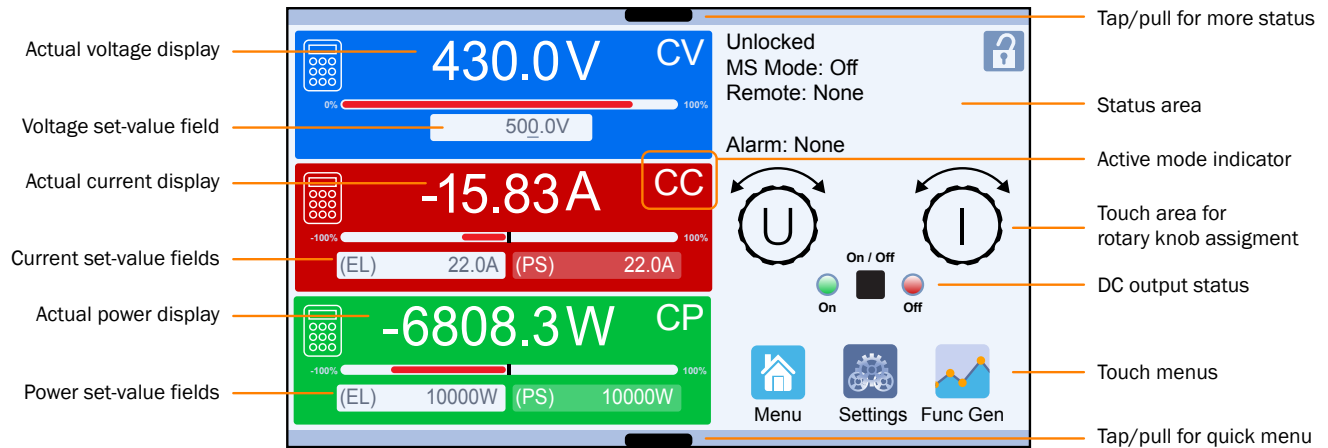 Actual voltage display
Voltage set-value field
Actual current display
Current set-value fields
Actual power display
Power set-value fields
430.0V
CV
0%
100%
500.0V
-15.83A
CC
-100%
100%
(EL) 22.0A
(PS) 22.0A
-6808.3W
CP
-100%
100%
(EL) 10000W
(PS) 10000W
Unlocked
MS Mode: Off
Remote: None
Alarm: None
U
I
On / Off
On
Off
Menu
Settings
Func Gen
Tap/pull for more status
Status area
Active mode indicator
Touch area for
rotary knob assigment
DC output status
Touch menus
Tap/pull for quick menu